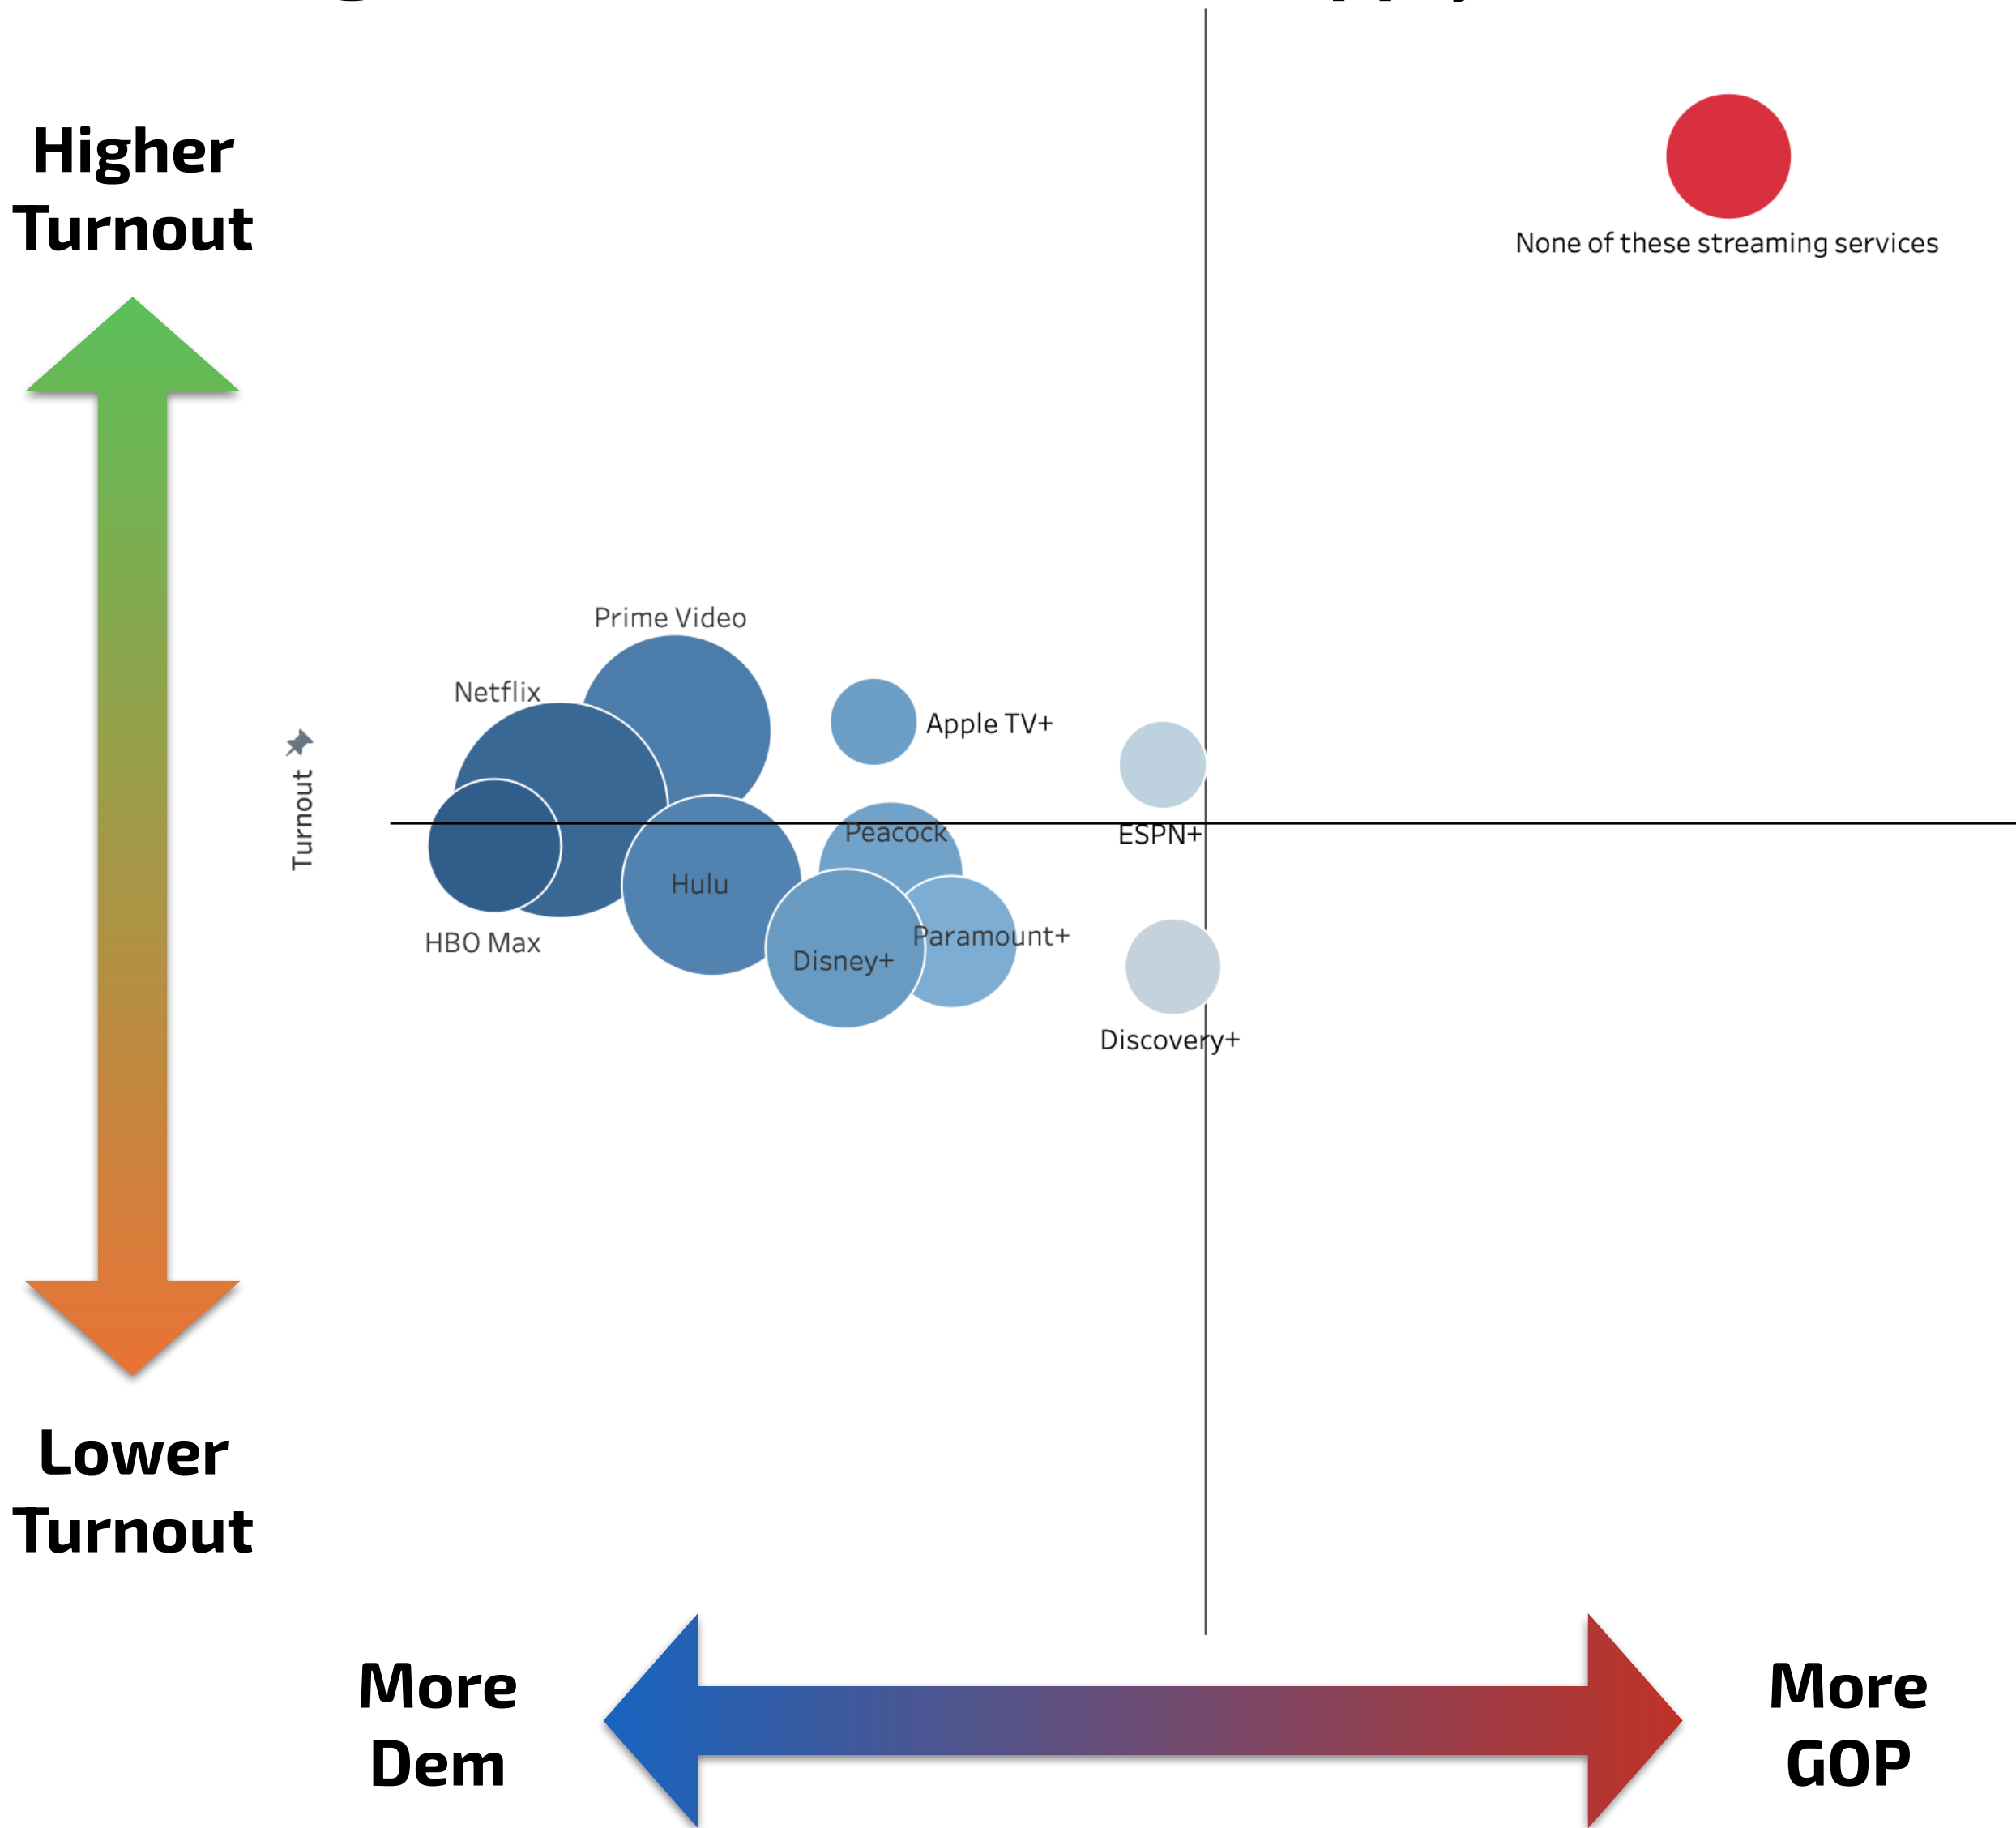 Higher
Turnout
None of these streaming services
Prime Video
Netflix
Apple TV+
Turnout
Peacock
ESPN+
Hulu
HBO Max
Paramount+
Disney+
Discovery+
Lower
Turnout
More
Dem
More
GOP